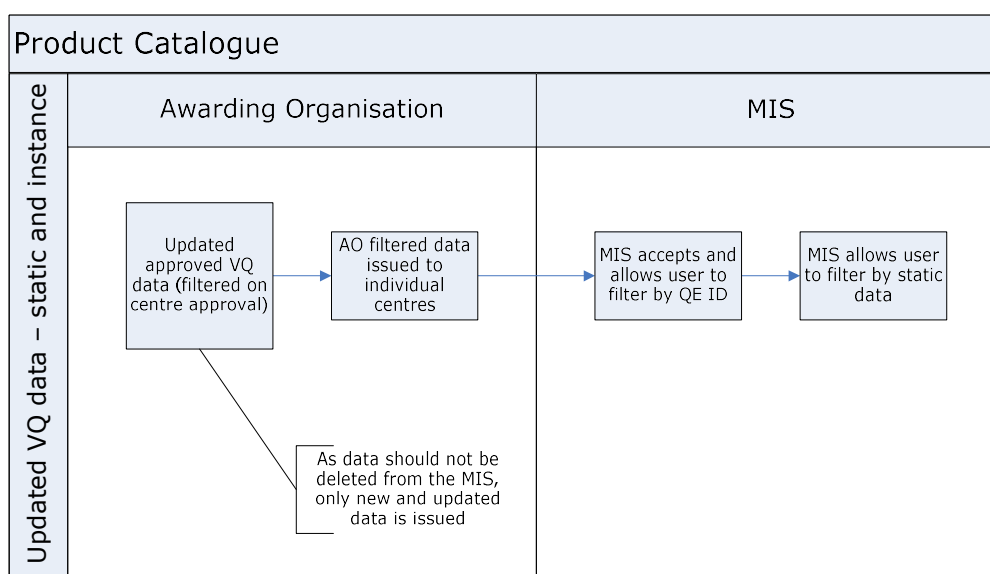 Product Catalogue
Updated VQ data – static and instance
Awarding Organisation
MIS
Updated
approved VQ
data (filtered on
centre approval)
AO filtered data
issued to
individual
centres
MIS accepts and
allows user to
filter by QE ID
MIS allows user
to filter by static
data
As data should not be
deleted from the MIS,
only new and updated
data is issued